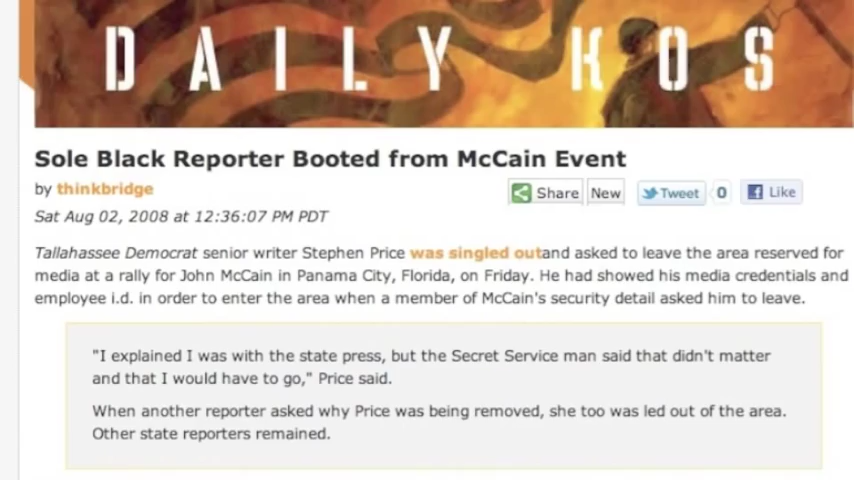 DAILY KOS
Sole Black Reporter Booted from McCain Event
by thinkbridge
Share New Tweet 0 Like
Sat Aug 02, 2008 at 12:36:07 PM PDT
Tallahassee Democrat senior writer Stephen Price was singled outand asked to leave the area reserved for
media at a rally for John McCain in Panama City, Florida, on Friday. He had showed his media credentials and
employee i.d. in order to enter the area when a member of McCain's security detail asked him to leave.
"I explained I was with the state press, but the Secret Service man said that didn't matter
and that I would have to go," Price said.
When another reporter asked why Price was being removed, she too was led out of the area.
Other state reporters remained.